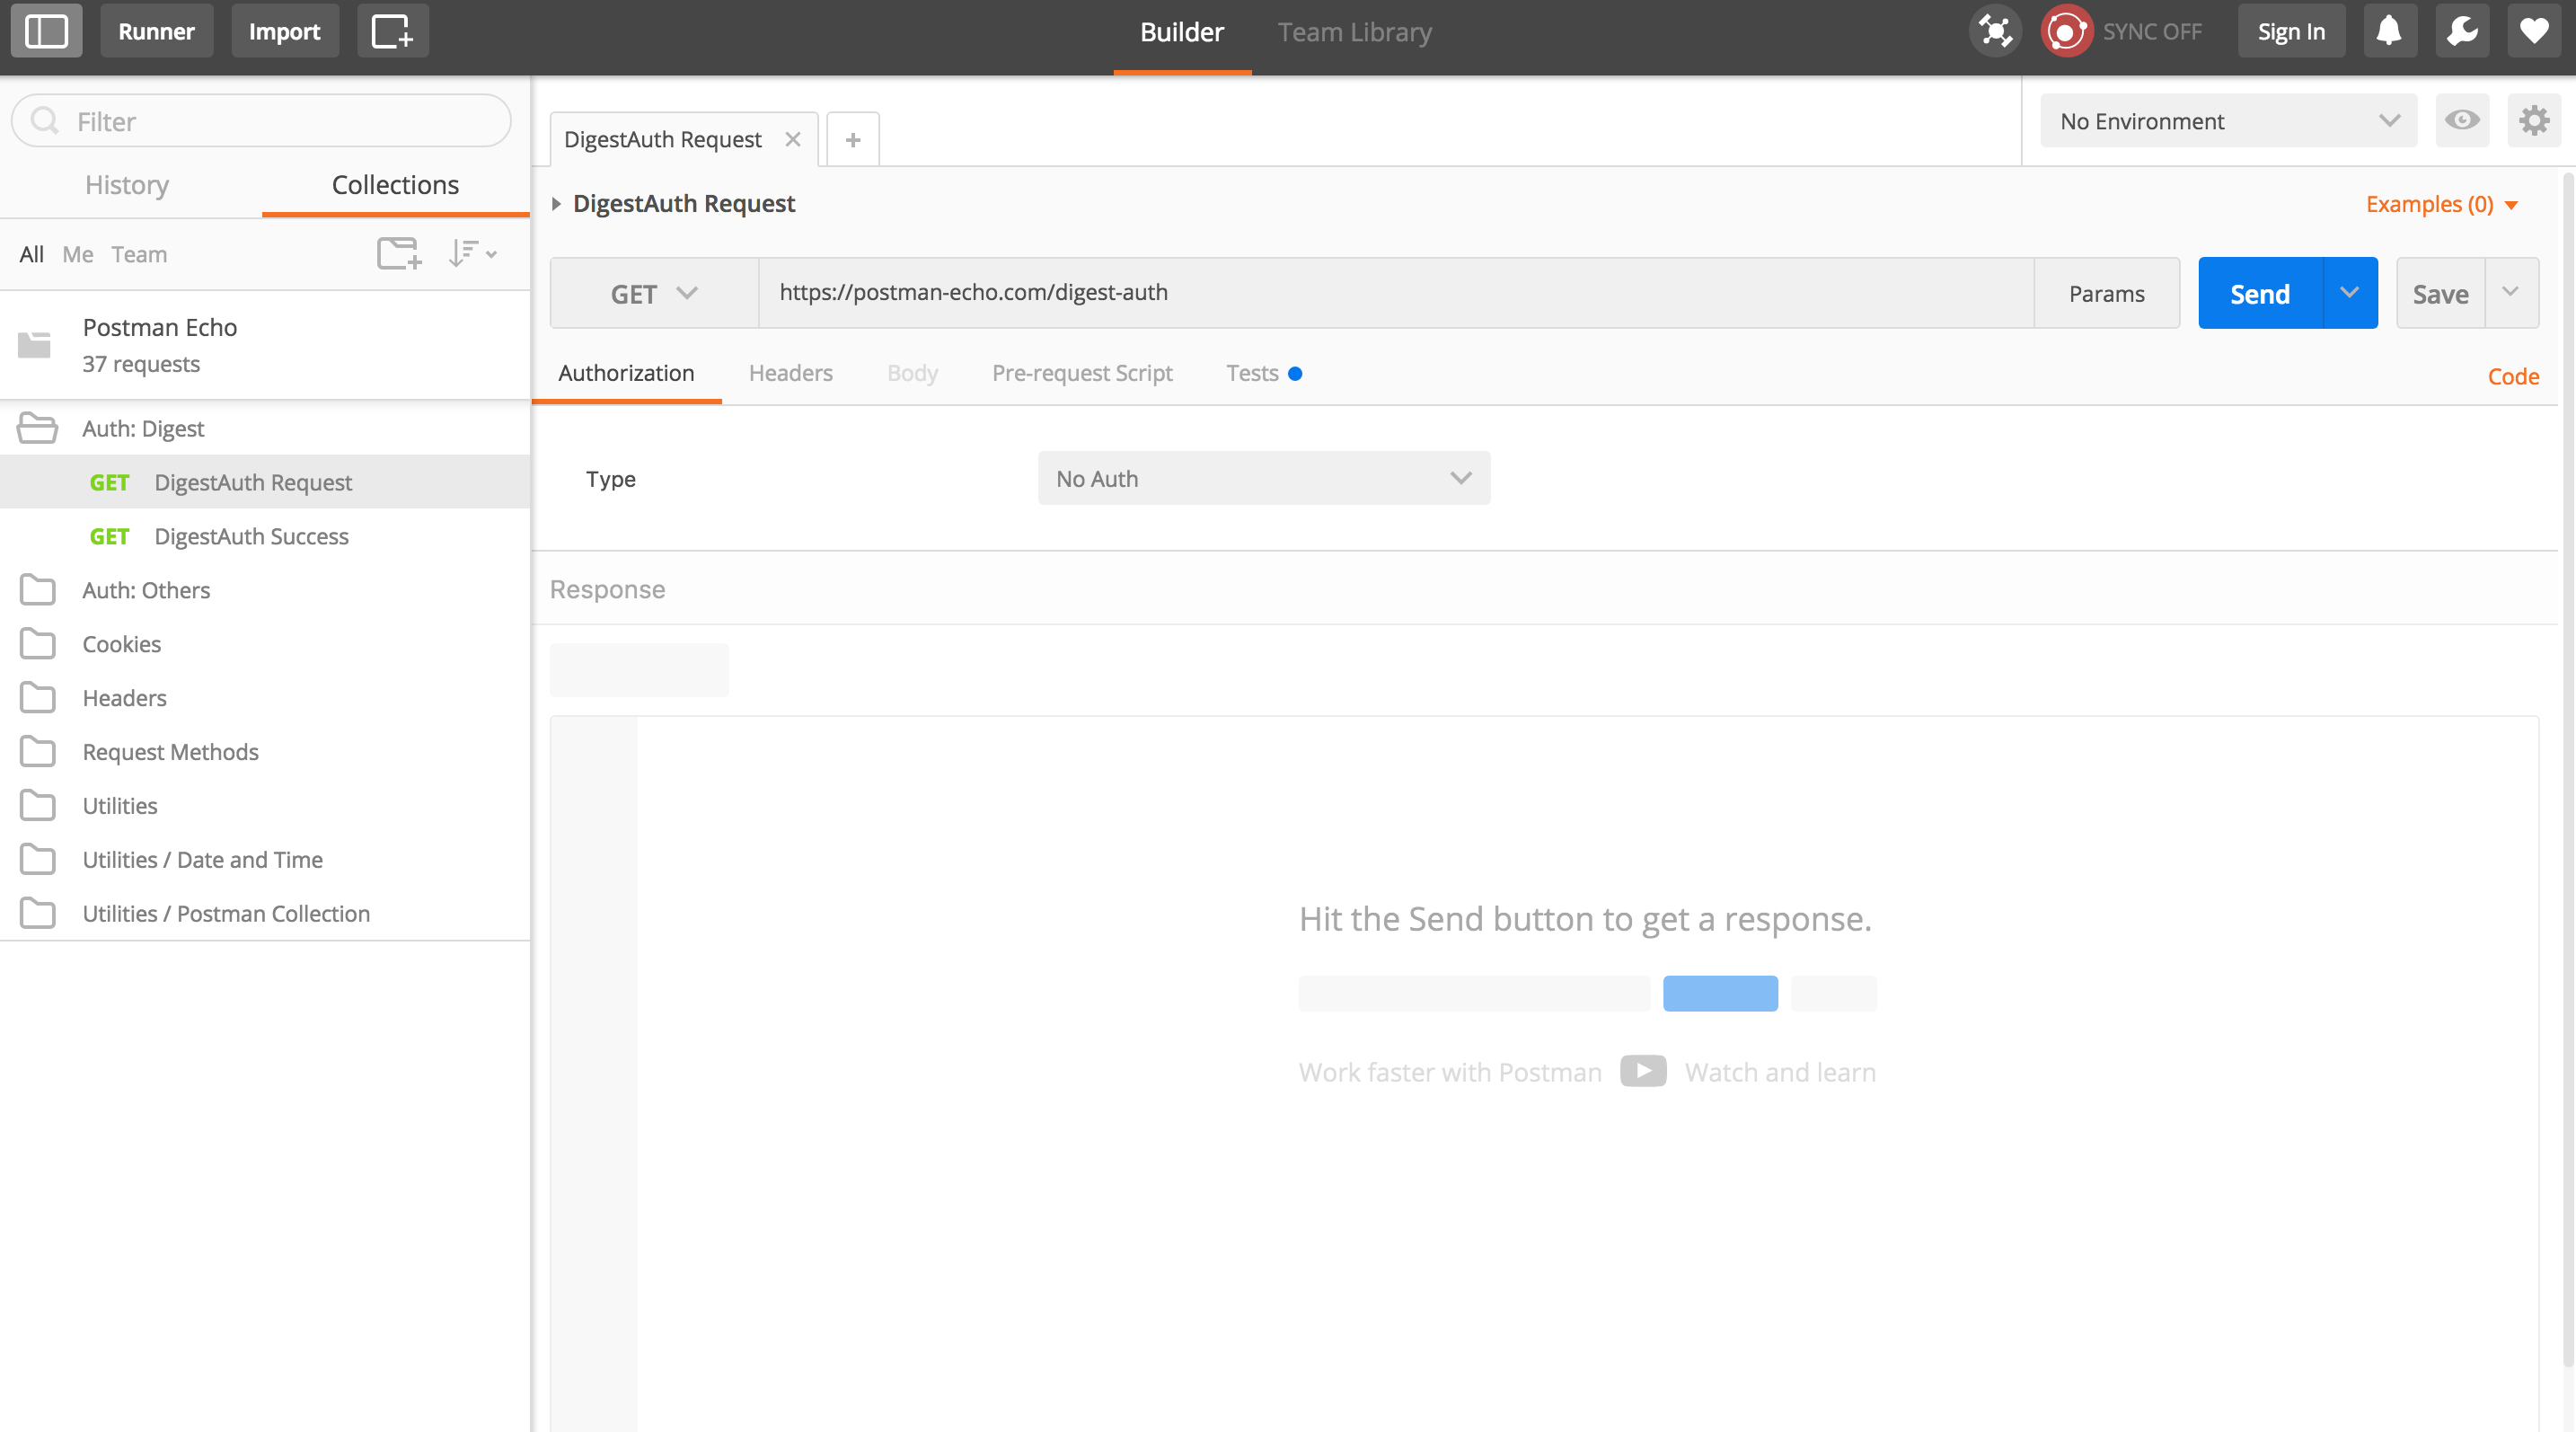 Runner Import Builder Team Library SYNC OFF Sign In
Filter
DigestAuth Request
No Environment
History Collections
DigestAuth Request
Examples (0)
All Me Team
GET https://postman-echo.com/digest-auth Params Send Save
Postman Echo
37 requests
Authorization Headers Body Pre-request Script Tests
Code
Auth: Digest
GET DigestAuth Request
Type No Auth
GET DigestAuth Success
Auth: Others
Response
Cookies
Headers
Request Methods
Utilities
Utilities / Date and Time
Utilities / Postman Collection
Hit the Send button to get a response.
Work faster with Postman Watch and learn